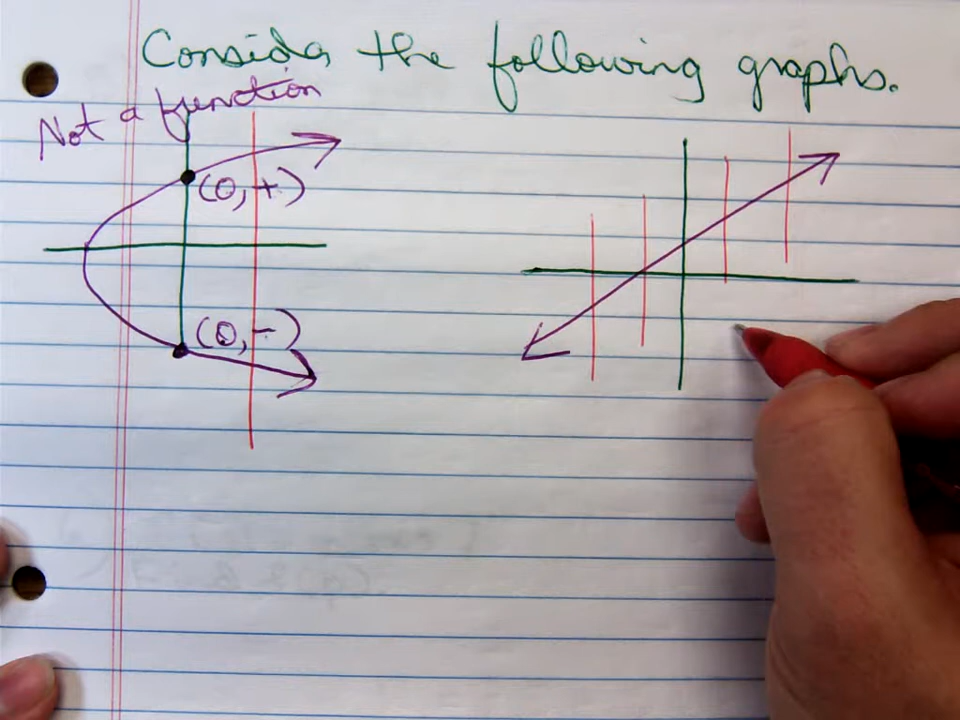 Consider the following graphs.
Not a function
(0, +)
(0, -)